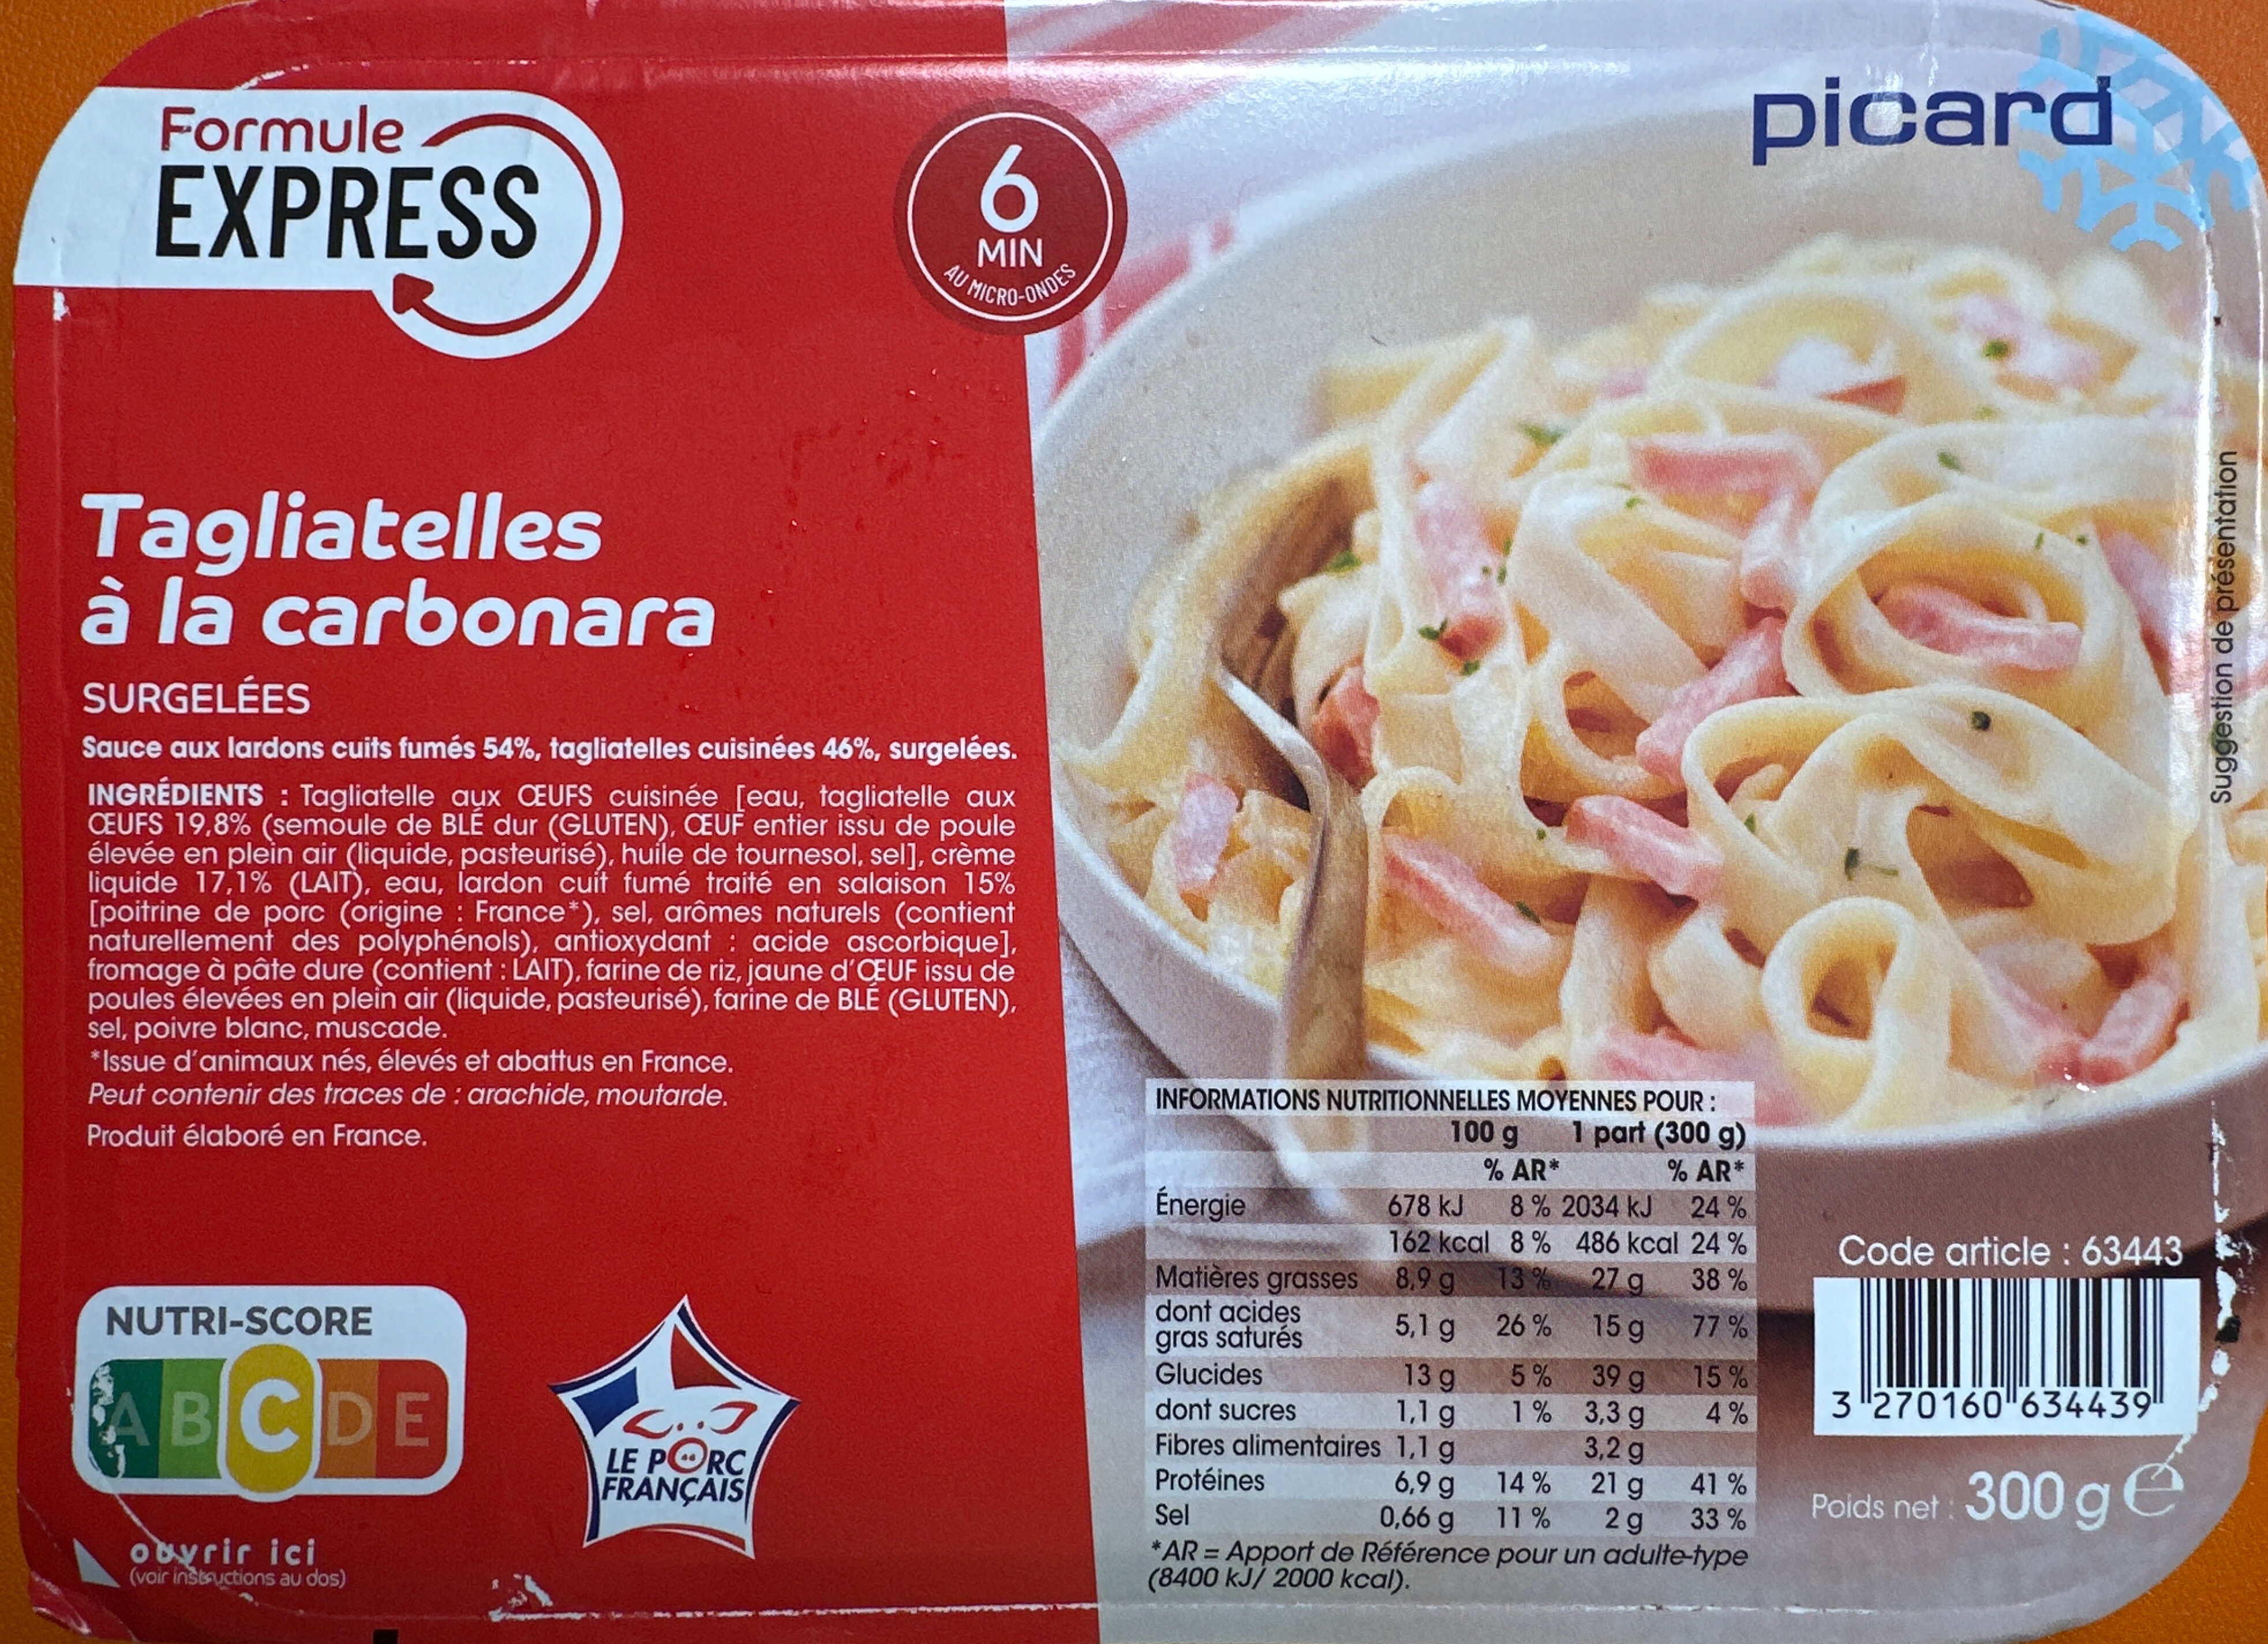 Formule
EXPRESS
6
MIN
AU MICRO-ONDES
picard
Tagliatelles
à la carbonara
SURGELÉES
Sauce aux lardons cuits fumés 54%, tagliatelles cuisinées 46%, surgelées.
INGRÉDIENTS : Tagliatelle aux ŒUFS cuisinée [eau, tagliatelle aux
ŒUFS 19,8% (semoule de BLÉ dur (GLUTEN), ŒUF entier issu de poule
élevée en plein air (liquide, pasteurisé), huile de tournesol, sel], crème
liquide 17,1% (LAIT), eau, lardon cuit fumé traité en salaison 15%
[poitrine de porc (origine : France*), sel, arômes naturels (contient
naturellement des polyphénols), antioxydant : acide ascorbique],
fromage à pâte dure (contient : LAIT), farine de riz, jaune d'ŒUF issu de
poules élevées en plein air (liquide, pasteurisé), farine de BLÉ (GLUTEN),
sel, poivre blanc, muscade.
*Issue d'animaux nés, élevés et abattus en France.
Peut contenir des traces de : arachide, moutarde.
Produit élaboré en France.
NUTRI-SCORE
A B C D E
LE PORC
FRANÇAIS
ouvrir ici
(voir instructions au dos)
Suggestion de présentation
INFORMATIONS NUTRITIONNELLES MOYENNES POUR :
100 g 1 part (300 g)
% AR* % AR*
Énergie 678 kJ 8 % 2034 kJ 24 %
162 kcal 8 % 486 kcal 24 %
Matières grasses 8,9 g 13 % 27 g 38 %
dont acides
gras saturés 5,1 g 26 % 15 g 77 %
Glucides 13 g 5 % 39 g 15 %
dont sucres 1,1 g 1 % 3,3 g 4 %
Fibres alimentaires 1,1 g 3,2 g
Protéines 6,9 g 14 % 21 g 41 %
Sel 0,66 g 11 % 2 g 33 %
*AR = Apport de Référence pour un adulte-type
(8400 kJ/ 2000 kcal).
Code article : 63443
3 270160 634439
Poids net : 300 g ℮